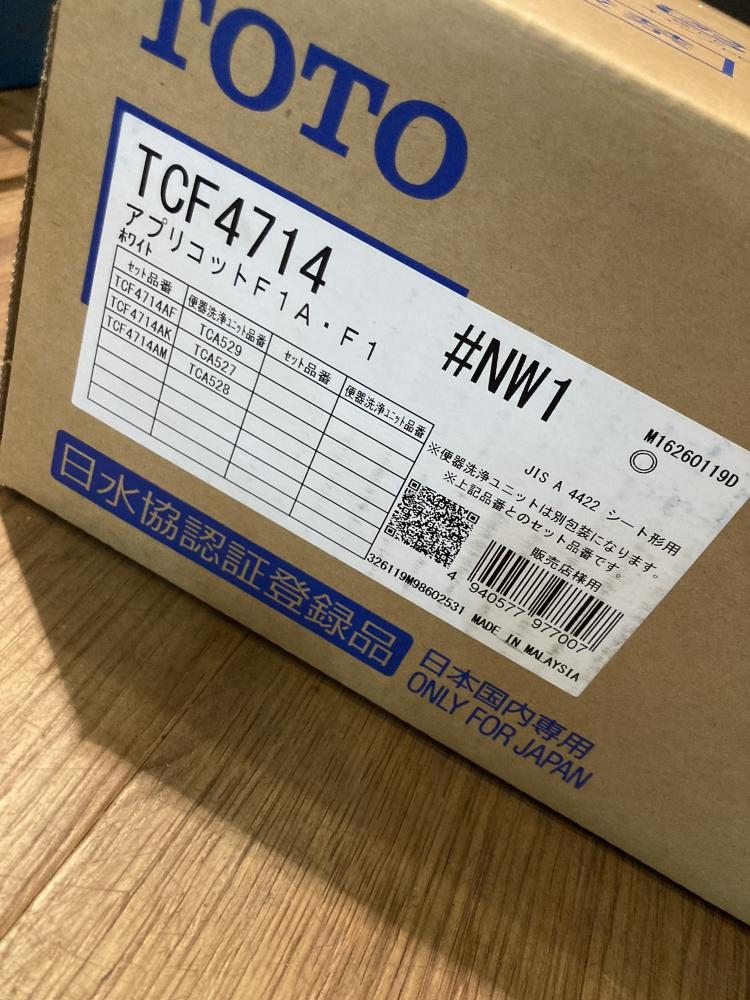 TOTO
TCF4714
アプリコットF1A・F1
ホワイト
#NW1
セット品番 便器洗浄ユニット品番 セット品番 便器洗浄ユニット品番
TCF4714AF TCA529
TCF4714AK TCA527
TCF4714AM TCA528
M16260119D
JIS A 4422 シート形用
※便器洗浄ユニットは別包装になります。
※上記品番とのセット品番です。
販売店様用
4 940577 977007
326119M98602531 MADE IN MALAYSIA
日水協認証登録品
日本国内専用
ONLY FOR JAPAN